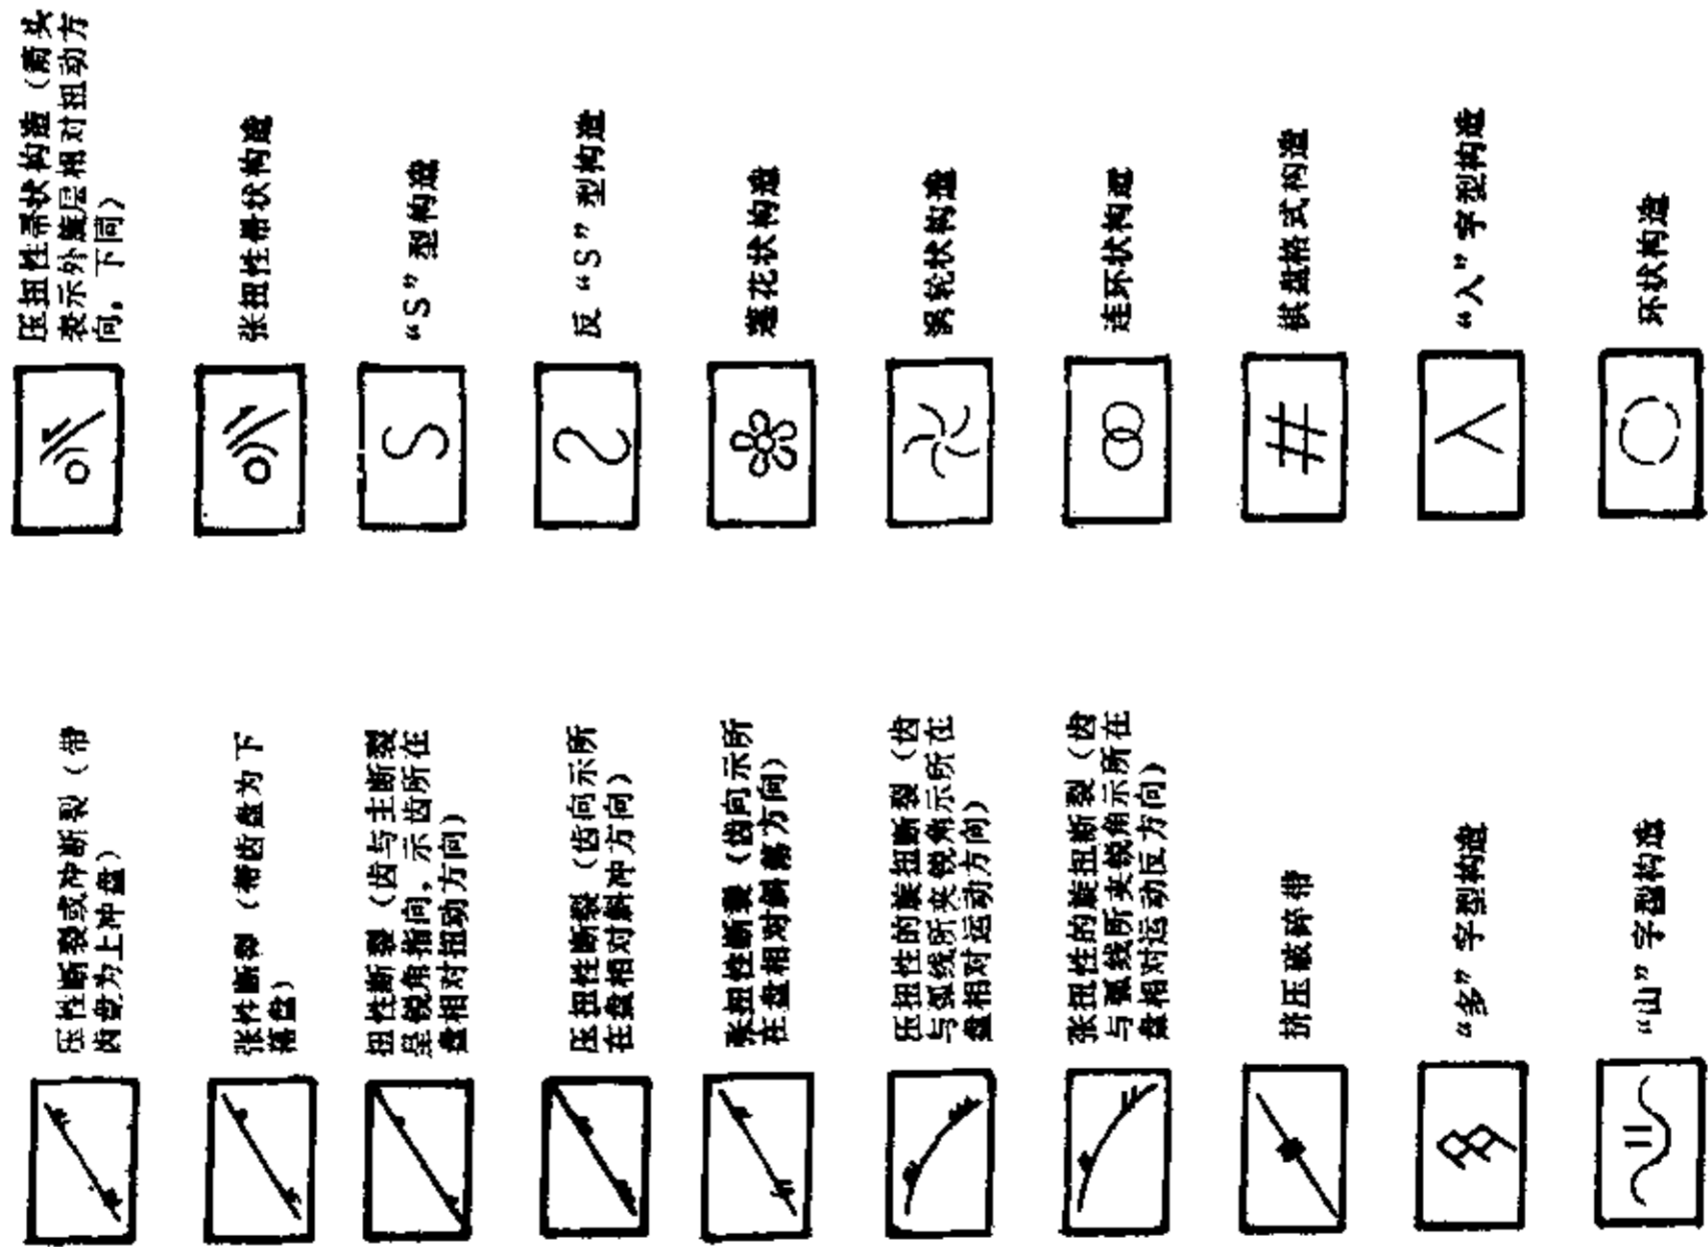 压性断裂或冲断裂（带
齿盘为上冲盘）
张性断裂（带齿盘为下
落盘）
扭性断裂（齿与主断裂
呈锐角指向，示齿所在
盘相对扭动方向）
压扭性断裂（齿向示所
在盘相对斜冲方向）
张扭性断裂（齿向示所
在盘相对斜落方向）
压扭性的旋扭断裂（齿
与弧线所夹锐角示所在
盘相对运动方向）
张扭性的旋扭断裂（齿
与弧线所夹锐角示所在
盘相对运动反方向）
挤压破碎带
“多”字型构造
“山”字型构造
压扭性帚状构造（箭头
表示外旋层相对扭动方
向，下同）
张扭性帚状构造
“S”型构造
反“S”型构造
莲花状构造
涡轮状构造
连环状构造
棋盘格式构造
“入”字型构造
环状构造